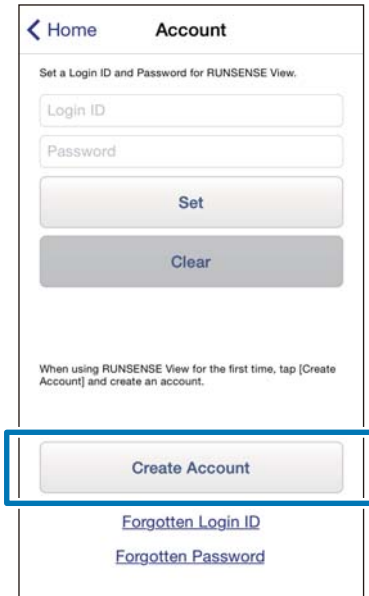 Home
Account
Set a Login ID and Password for RUNSENSE View.
Login ID
Password
Set
Clear
When using RUNSENSE View for the first time, tap [Create
Account] and create an account.
Create Account
Forgotten Login ID
Forgotten Password